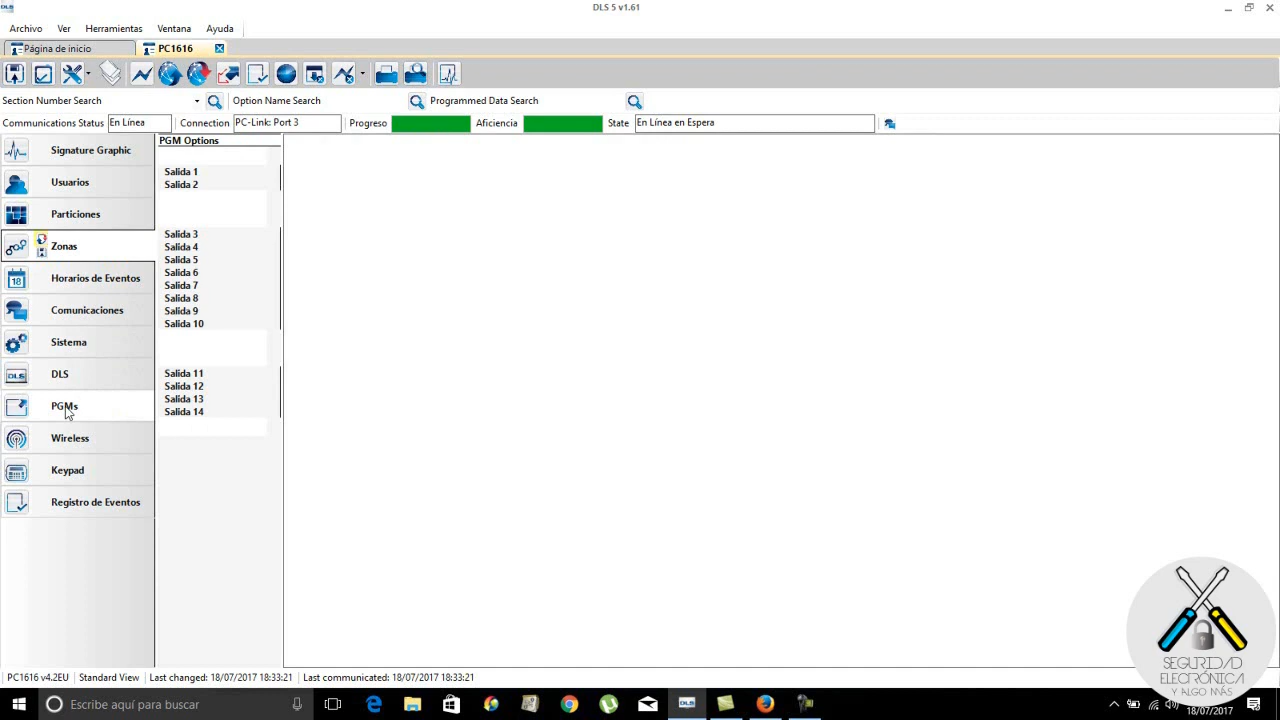 DLS
DLS 5 v1.61
Archivo Ver Herramientas Ventana Ayuda
Página de inicio PC1616
Section Number Search Option Name Search Programmed Data Search
Communications Status En Línea Connection PC-Link: Port 3 Progreso Aficiencia State En Línea en Espera
PGM Options
Signature Graphic
Usuarios
Particiones
Zonas
18 Horarios de Eventos
Comunicaciones
Sistema
DLS DLS
PGMs
Wireless
Keypad
Registro de Eventos
Salida 1
Salida 2
Salida 3
Salida 4
Salida 5
Salida 6
Salida 7
Salida 8
Salida 9
Salida 10
Salida 11
Salida 12
Salida 13
Salida 14
SEGURIDAD
ELECTRÓNICA
Y ALGO MÁS
PC1616 v4.2EU Standard View Last changed: 18/07/2017 18:33:21 Last communicated: 18/07/2017 18:33:21
Escribe aquí para buscar
DLS
18/07/2017